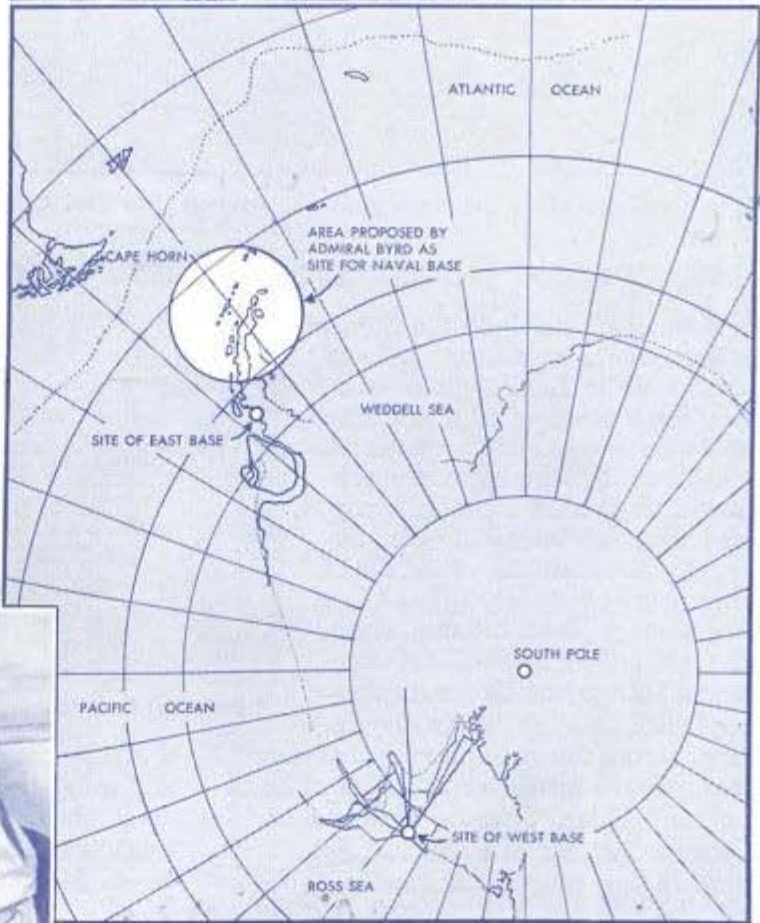 ATLANTIC OCEAN
AREA PROPOSED BY
ADMIRAL BYRD AS
SITE FOR NAVAL BASE
CAPE HORN
WEDDELL SEA
SITE OF EAST BASE
SOUTH POLE
PACIFIC OCEAN
SITE OF WEST BASE
ROSS SEA